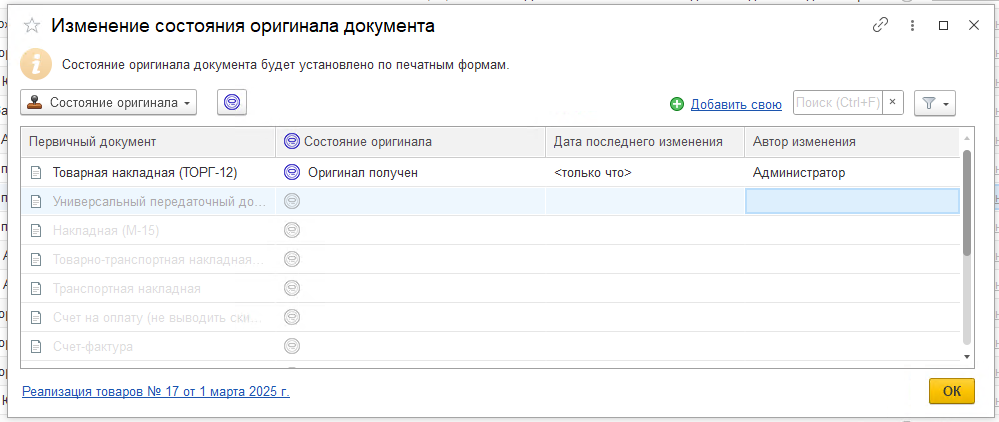 Изменение состояния оригинала документа
Состояние оригинала документа будет установлено по печатным формам.
Состояние оригинала
Добавить свою
Поиск (Ctrl+F)
Первичный документ Состояние оригинала Дата последнего изменения Автор изменения
Товарная накладная (ТОРГ-12) Оригинал получен <только что> Администратор
Универсальный передаточный до...
Накладная (М-15)
Товарно-транспортная накладная...
Транспортная накладная
Счет на оплату (не выводить ски...
Счет-фактура
Реализация товаров № 17 от 1 марта 2025 г.
ОК